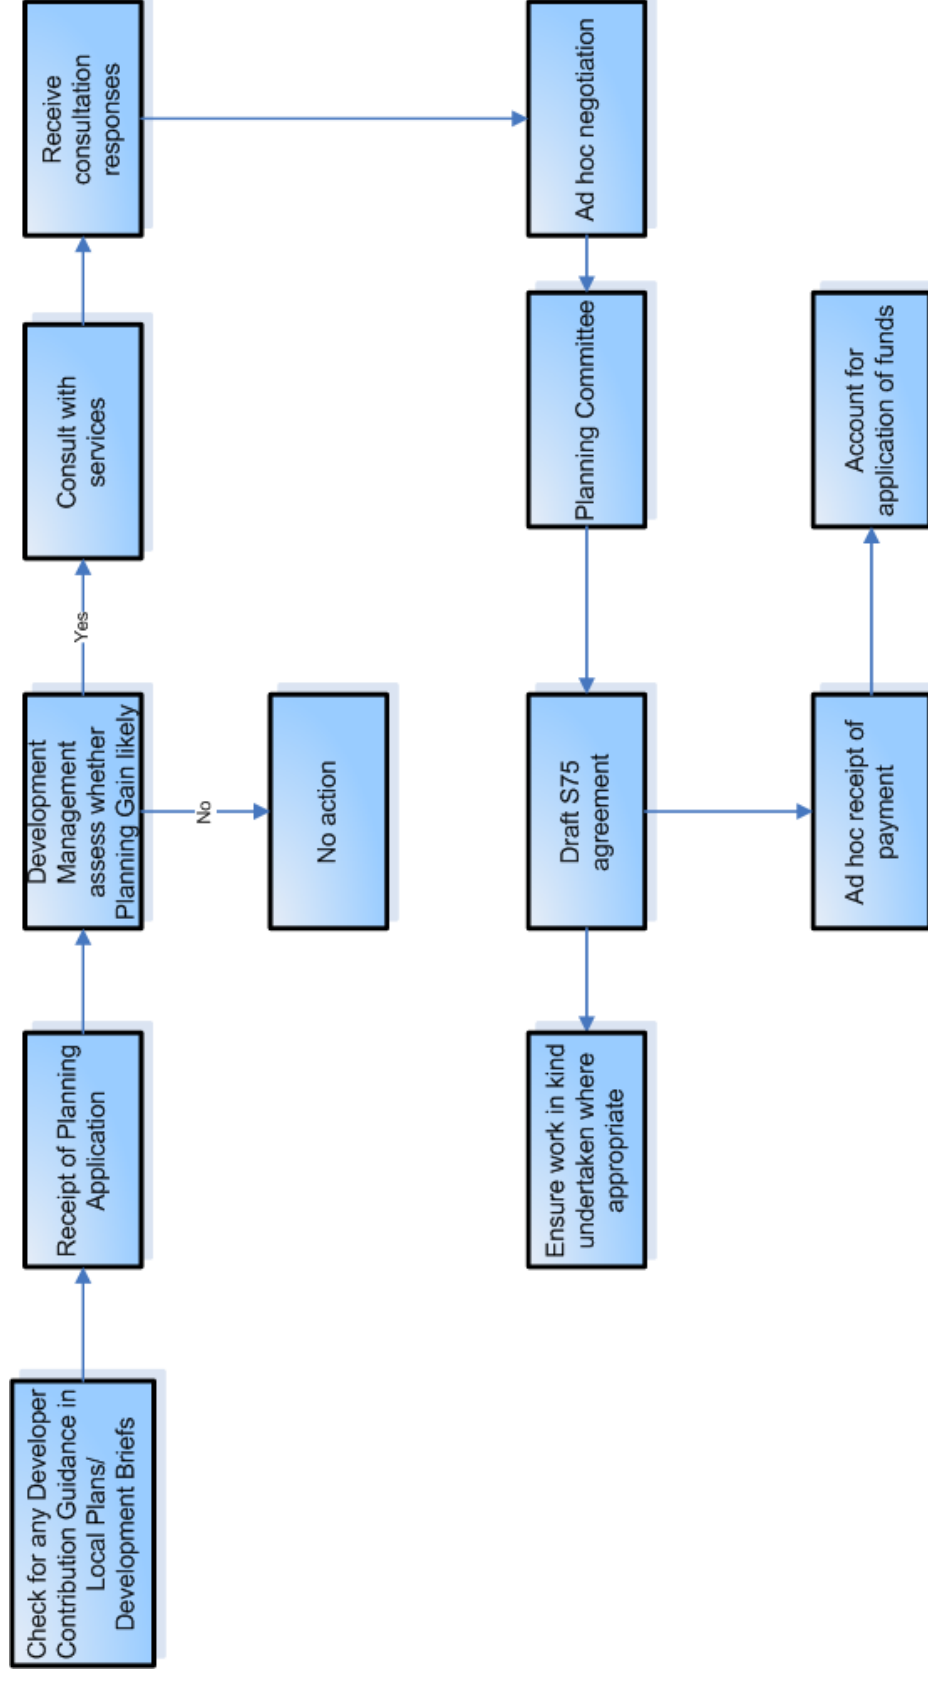 Check for any Developer
Contribution Guidance in
Local Plans/
Development Briefs
Receipt of Planning
Application
Development
Management
assess whether
Planning Gain likely
Yes
Consult with
services
Receive
consultation
responses
No
No action
Ensure work in kind
undertaken where
appropriate
Draft S75
agreement
Planning Committee
Ad hoc negotiation
Ad hoc receipt of
payment
Account for
application of funds